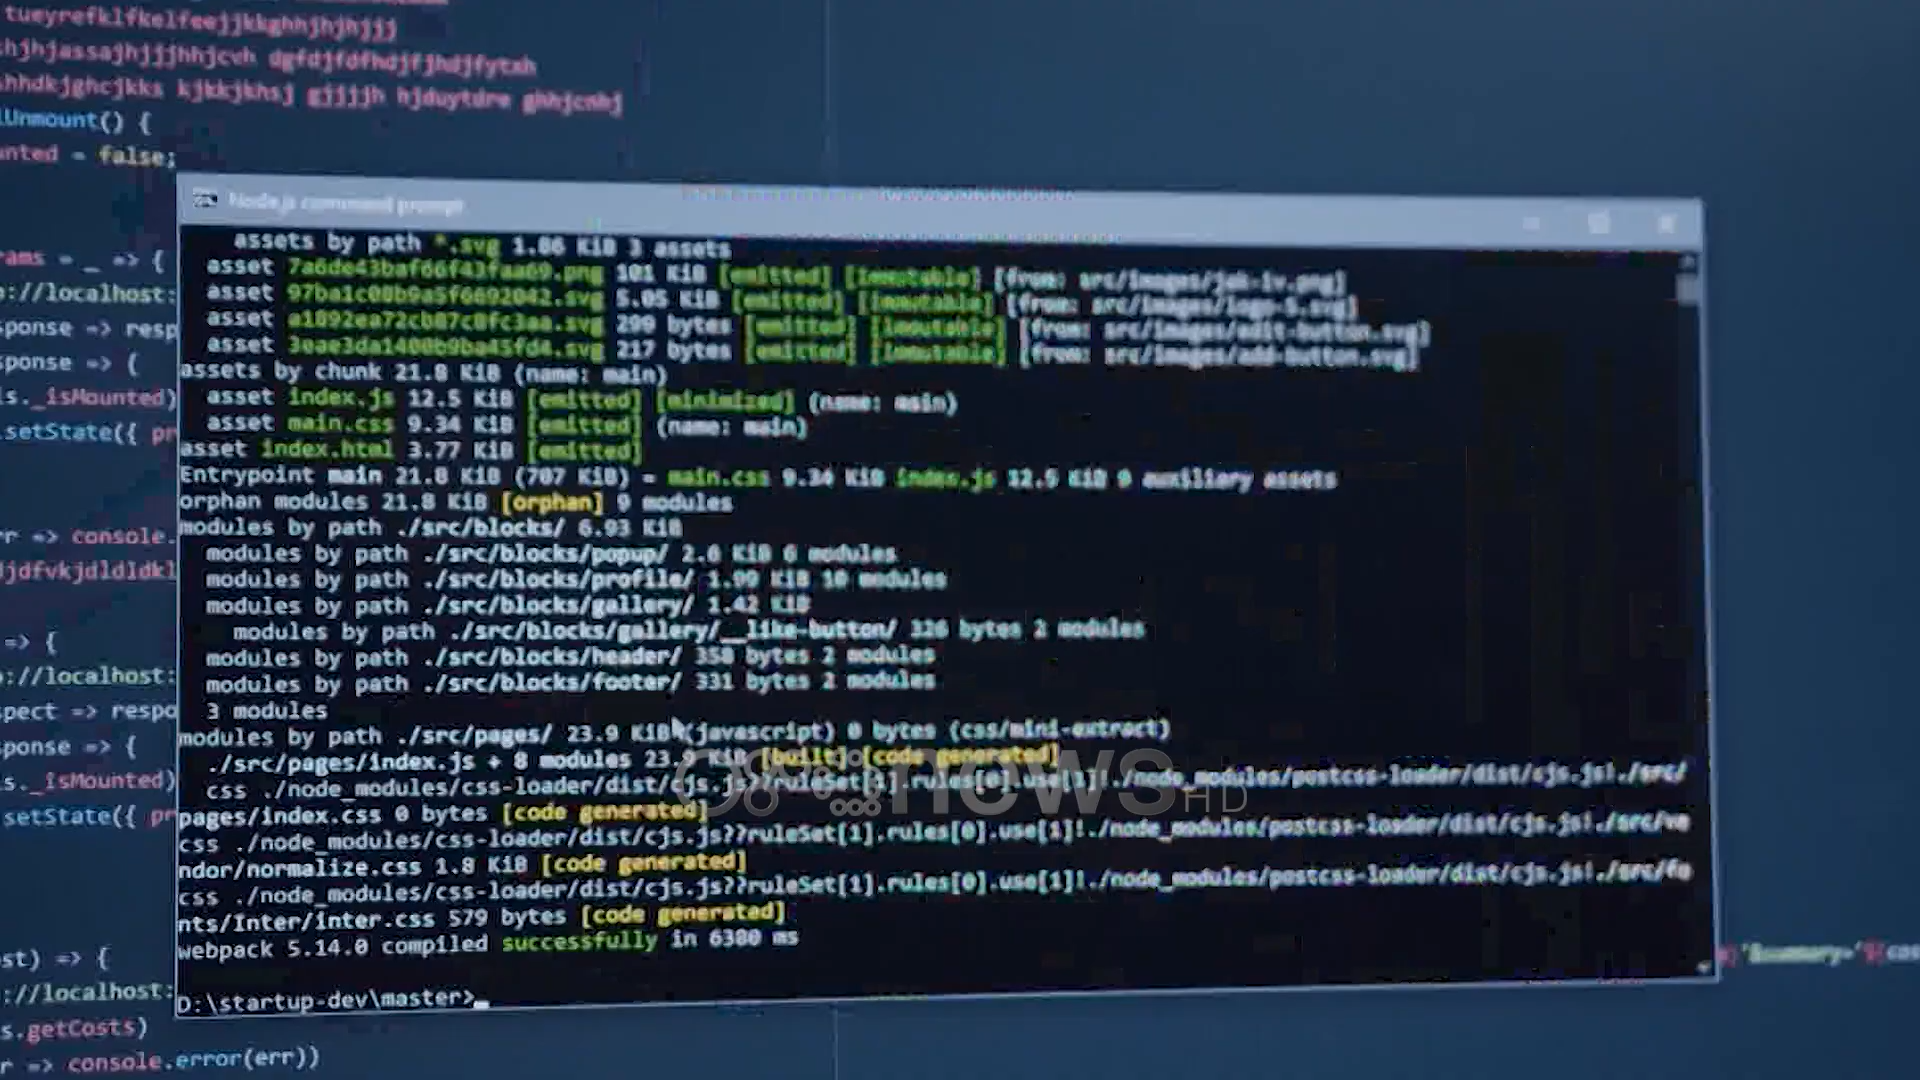 tueyrefklfkelfeejjkkghhjhjhjjj
hjhjassajhjjjhhjcvh dgfdjfdfhdjfjhdjfytxh
hhdkjghcjkks kjkkjkhsj gjjjjh hjduytdre ghhjcnhj
Unmount() {
nted = false;
Node.js command prompt
assets by path *.svg 1.86 KiB 3 assets
asset 7a6de43baf66f43faa69.png 101 KiB [emitted] [immutable] [from: src/images/jak-iv.png]
asset 97ba1c08b9a5f6692042.svg 5.05 KiB [emitted] [immutable] [from: src/images/logo-S.svg]
asset a1892ea72cb87c8fc3aa.svg 299 bytes [emitted] [immutable] [from: src/images/edit-button.svg]
asset 3eae3da1400b9ba45fd4.svg 217 bytes [emitted] [immutable] [from: src/images/add-button.svg]
assets by chunk 21.8 KiB (name: main)
asset index.js 12.5 KiB [emitted] [minimized] (name: main)
asset main.css 9.34 KiB [emitted] (name: main)
asset index.html 3.77 KiB [emitted]
Entrypoint main 21.8 KiB (707 KiB) = main.css 9.34 KiB index.js 12.5 KiB 9 auxiliary assets
orphan modules 21.8 KiB [orphan] 9 modules
modules by path ./src/blocks/ 6.93 KiB
modules by path ./src/blocks/popup/ 2.6 KiB 6 modules
modules by path ./src/blocks/profile/ 1.99 KiB 10 modules
modules by path ./src/blocks/gallery/ 1.42 KiB
modules by path ./src/blocks/gallery/__like-button/ 326 bytes 2 modules
modules by path ./src/blocks/header/ 358 bytes 2 modules
modules by path ./src/blocks/footer/ 331 bytes 2 modules
3 modules
modules by path ./src/pages/ 23.9 KiB (javascript) 0 bytes (css/mini-extract)
./src/pages/index.js + 8 modules 23.9 KiB [built] [code generated]
css ./node_modules/css-loader/dist/cjs.js??ruleSet[1].rules[0].use[1]!./node_modules/postcss-loader/dist/cjs.js!./src/
pages/index.css 0 bytes [code generated]
css ./node_modules/css-loader/dist/cjs.js??ruleSet[1].rules[0].use[1]!./node_modules/postcss-loader/dist/cjs.js!./src/ve
ndor/normalize.css 1.8 KiB [code generated]
css ./node_modules/css-loader/dist/cjs.js??ruleSet[1].rules[0].use[1]!./node_modules/postcss-loader/dist/cjs.js!./src/fo
nts/Inter/inter.css 579 bytes [code generated]
webpack 5.14.0 compiled successfully in 6380 ms
D:\startup-dev\master>
news HD
rams = _ => {
://localhost:
sponse => resp
ponse => {
s._isMounted)
.setState({ pr
rr => console.
jdfvkjdldldkl
=> {
://localhost:
pect => respo
ponse => {
s._isMounted)
setState({ pr
st) => {
://localhost:
s.getCosts)
r => console.error(err))